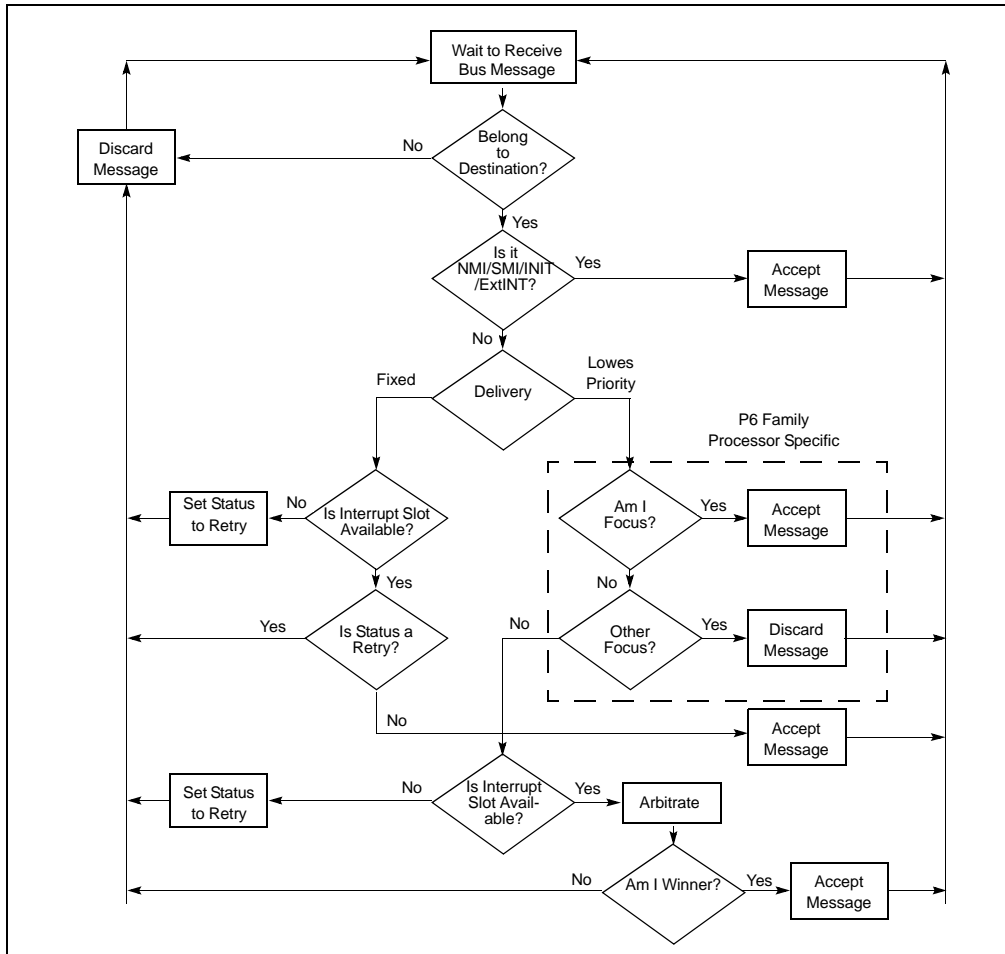 Wait to Receive
Bus Message
Belong
to
Destination?
No
Discard
Message
Yes
Is it
NMI/SMI/INIT
/ExtINT?
Yes
Accept
Message
No
Delivery
Fixed
Lowes
Priority
P6 Family
Processor Specific
Set Status
to Retry
No
Is Interrupt Slot
Available?
Am I
Focus?
Yes
Accept
Message
Yes
No
Yes
Is Status a
Retry?
No
Other
Focus?
Yes
Discard
Message
No
Accept
Message
Set Status
to Retry
No
Is Interrupt
Slot Avail-
able?
Yes
Arbitrate
No
Am I Winner?
Yes
Accept
Message